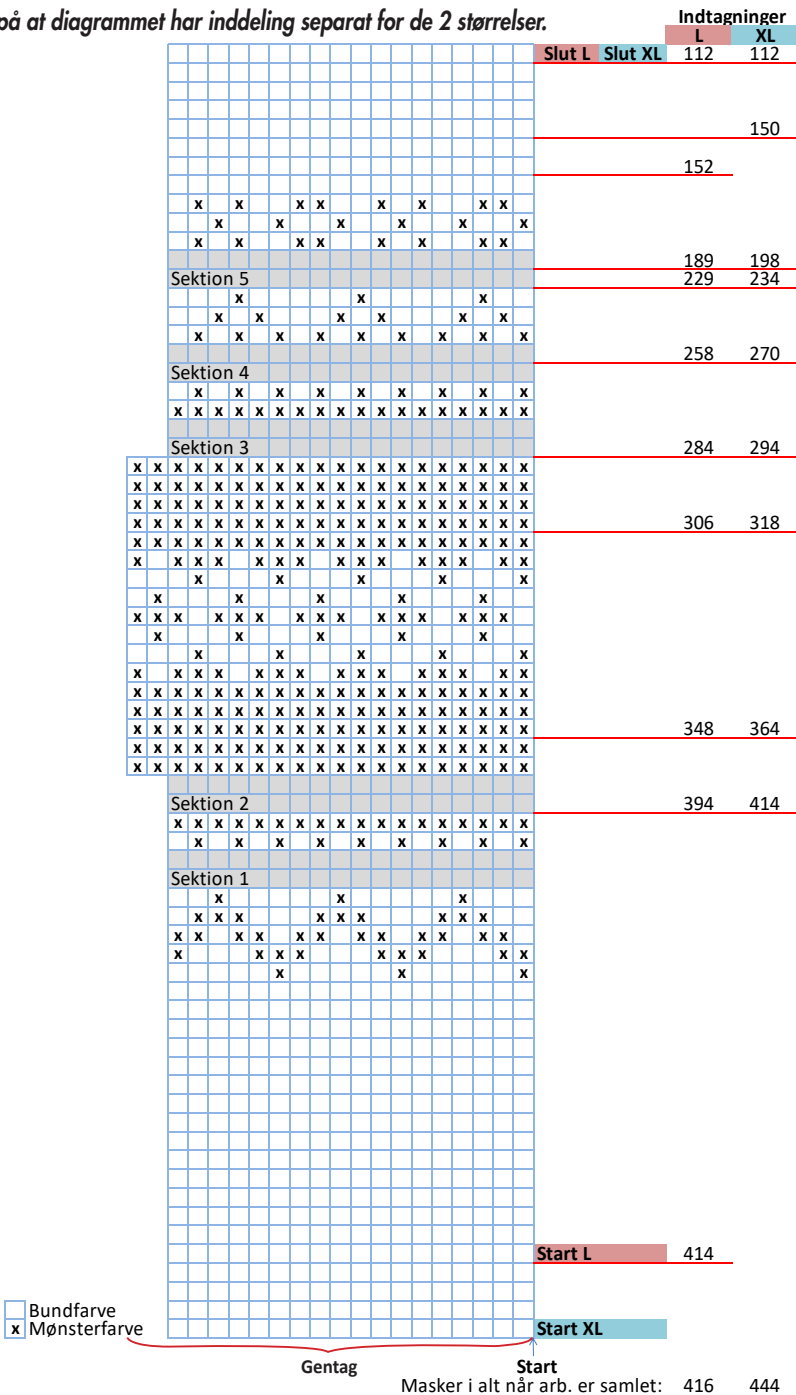 på at diagrammet har inddeling separat for de 2 størrelser.
Indtagninger
L XL
Slut L Slut XL 112 112
150
152
x x x x x x x x
x x x x x x
x x x x x x x x
189 198
Sektion 5 229 234
x x x
x x x x x x
x x x x x x x x x
258 270
Sektion 4
x x x x x x x x x
x x x x x x x x x x x x x x x x x x
Sektion 3 284 294
x x x x x x x x x x x x x x x x x x x x
x x x x x x x x x x x x x x x x x x x x
x x x x x x x x x x x x x x x x x x x x
x x x x x x x x x x x x x x x x x x x x 306 318
x x x x x x x x x x x x x x x x x x x x
x x x x x x x x x x x x x x x
x x x x x
x x x x x
x x x x x x x x x x x x x x x
x x x x x
x x x x x
x x x x x x x x x x x x x x x
x x x x x x x x x x x x x x x x x x x x
x x x x x x x x x x x x x x x x x x x x
x x x x x x x x x x x x x x x x x x x x 348 364
x x x x x x x x x x x x x x x x x x x x
x x x x x x x x x x x x x x x x x x x x
Sektion 2 394 414
x x x x x x x x x x x x x x x x x x
x x x x x x x x x
Sektion 1
x x x
x x x x x x x x x
x x x x x x x x x x x x
x x x x x x x x x
x x x
Start L 414
Bundfarve
x Mønsterfarve Start XL
Gentag Start
Masker i alt når arb. er samlet: 416 444